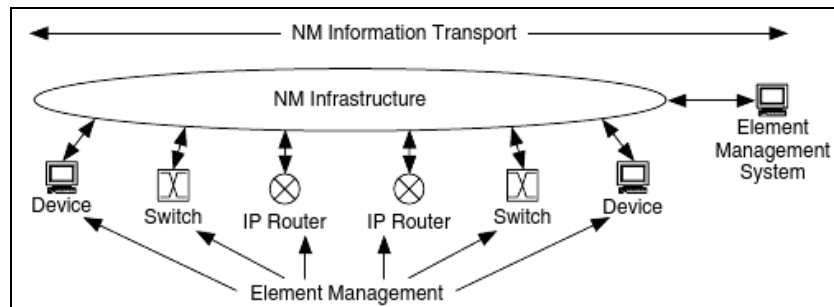 NM Information Transport
NM Infrastructure
Element
Management
System
Device
Switch
IP Router
IP Router
Switch
Device
Element Management